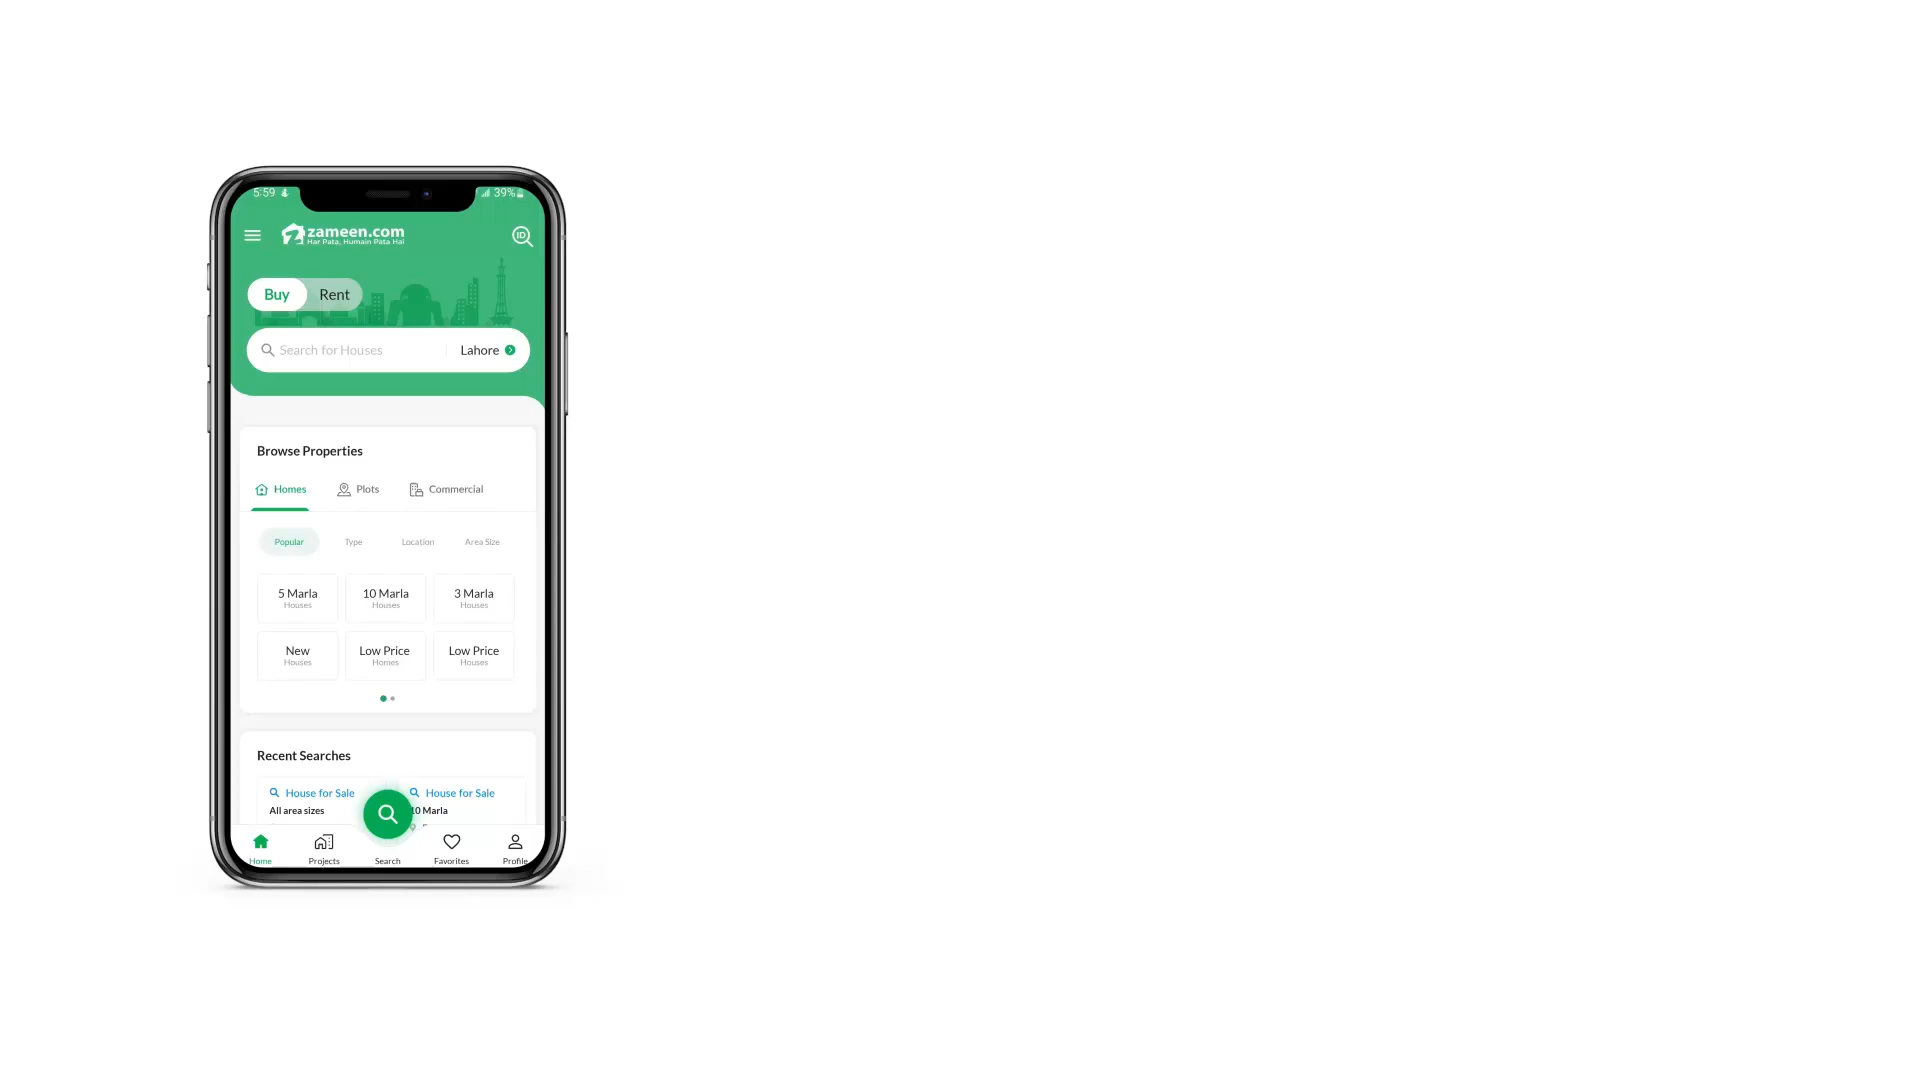 5:59
39%
zameen.com
Har Pata, Humain Pata Hai
ID
Buy Rent
Search for Houses Lahore
Browse Properties
Homes Plots Commercial
Popular Type Location Area Size
5 Marla 10 Marla 3 Marla
Houses Houses Houses
New Low Price Low Price
Houses Homes Houses
Recent Searches
House for Sale House for Sale
All area sizes 10 Marla
Home Projects Search Favorites Profile